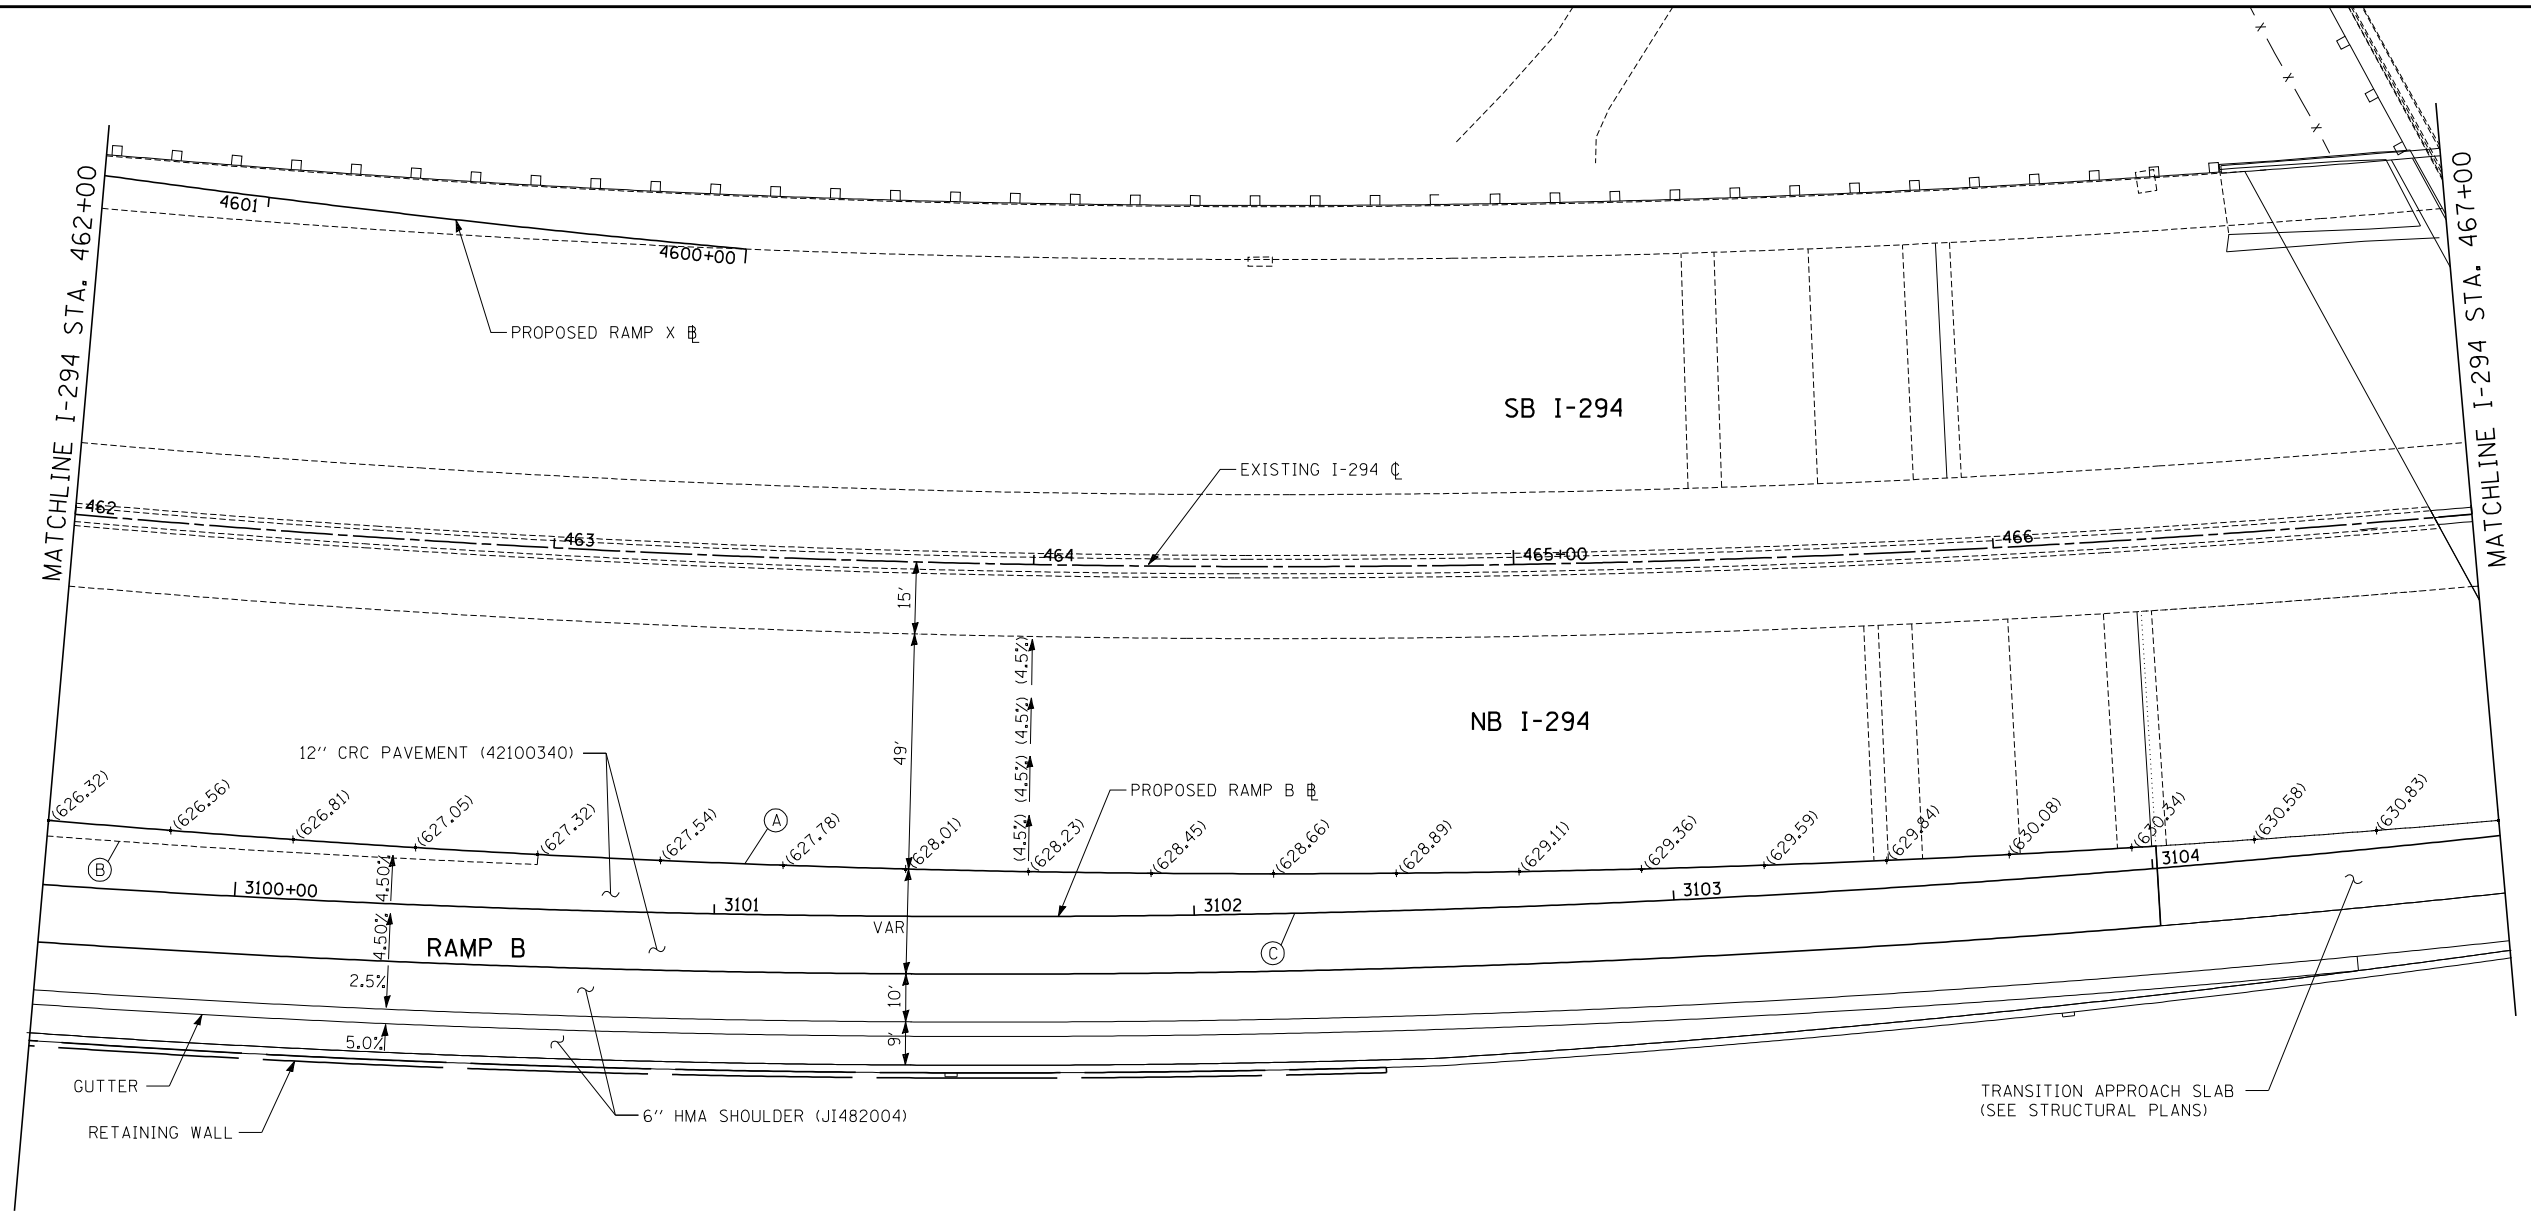 MATCHLINE I-294 STA. 462+00
MATCHLINE I-294 STA. 467+00
4601
4600+00
PROPOSED RAMP X ℄
SB I-294
EXISTING I-294 ℄
462
463
464
465+00
466
15'
49'
(4.5%) (4.5%) (4.5%) (4.5%)
NB I-294
12'' CRC PAVEMENT (42100340)
PROPOSED RAMP B ℄
(626.32)
(626.56)
(626.81)
(627.05)
(627.32)
(627.54)
(627.78)
(628.01)
(628.23)
(628.45)
(628.66)
(628.89)
(629.11)
(629.36)
(629.59)
(629.84)
(630.08)
(630.34)
(630.58)
(630.83)
A
B
C
3100+00
3101
3102
3103
3104
4.50%
4.50%
2.5%
5.0%
RAMP B
VAR
10'
9'
GUTTER
RETAINING WALL
6'' HMA SHOULDER (JI482004)
TRANSITION APPROACH SLAB
(SEE STRUCTURAL PLANS)